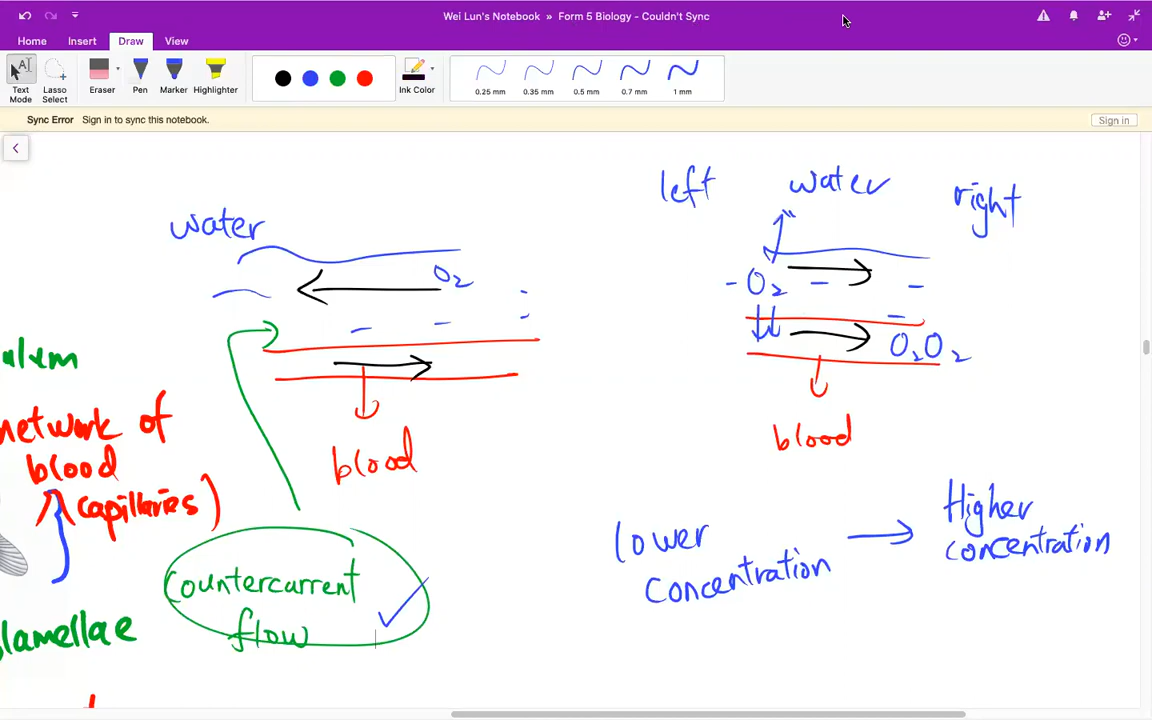 Wei Lun's Notebook » Form 5 Biology - Couldn't Sync
Home Insert Draw View
Text Mode
Lasso Select
Eraser
Pen
Marker
Highlighter
Ink Color
0.25 mm
0.35 mm
0.5 mm
0.7 mm
1 mm
Sync Error Sign in to sync this notebook.
Sign in
left water right
water
O2
-O2
O2O2
blood
blood
network of
blood
capillaries)
Countercurrent
flow
lamellae
lower
concentration
→ Higher
concentration